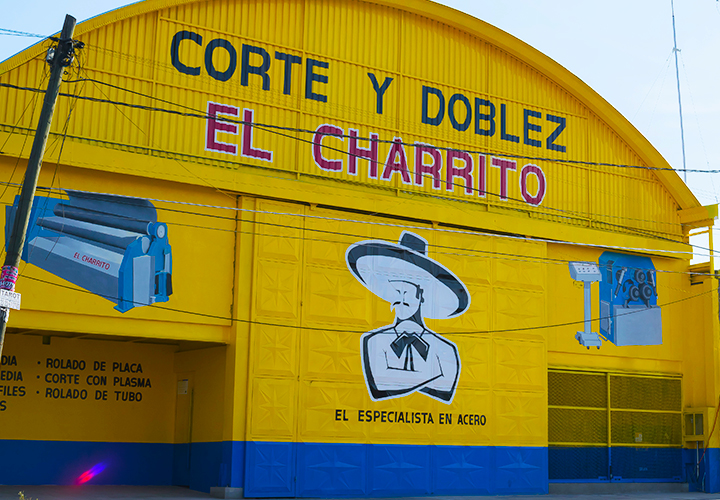 CORTE Y DOBLEZ
EL CHARRITO
EL CHARRITO
EL ESPECIALISTA EN ACERO
· ROLADO DE PLACA
· CORTE CON PLASMA
· ROLADO DE TUBO